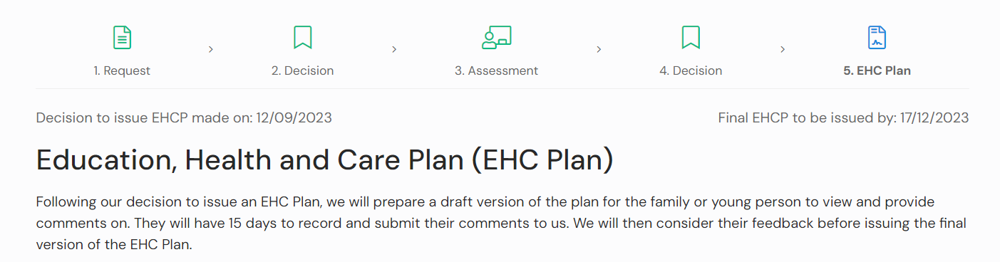 1. Request
2. Decision
3. Assessment
4. Decision
5. EHC Plan
Decision to issue EHCP made on: 12/09/2023
Final EHCP to be issued by: 17/12/2023
Education, Health and Care Plan (EHC Plan)
Following our decision to issue an EHC Plan, we will prepare a draft version of the plan for the family or young person to view and provide
comments on. They will have 15 days to record and submit their comments to us. We will then consider their feedback before issuing the final
version of the EHC Plan.